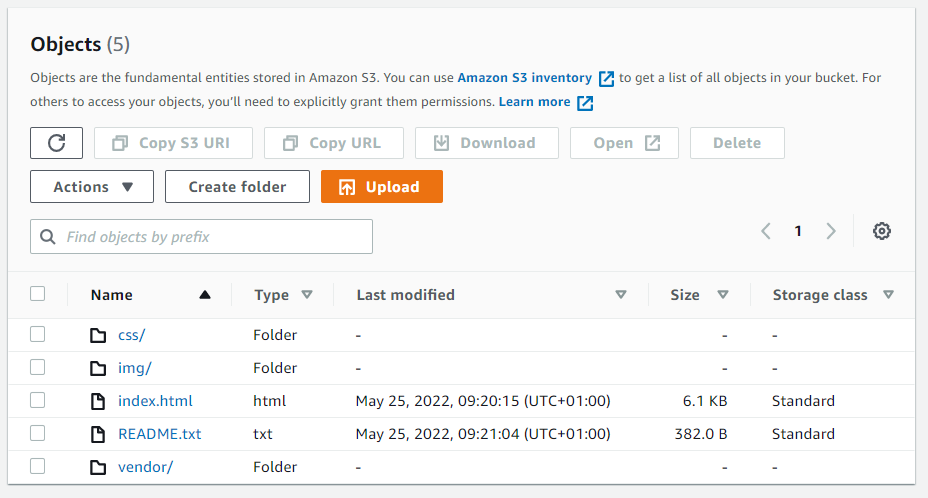 Objects (5)
Objects are the fundamental entities stored in Amazon S3. You can use Amazon S3 inventory to get a list of all objects in your bucket. For
others to access your objects, you'll need to explicitly grant them permissions. Learn more
Copy S3 URI Copy URL Download Open Delete
Actions Create folder Upload
Find objects by prefix 1
Name Type Last modified Size Storage class
css/ Folder - - -
img/ Folder - - -
index.html html May 25, 2022, 09:20:15 (UTC+01:00) 6.1 KB Standard
README.txt txt May 25, 2022, 09:21:04 (UTC+01:00) 382.0 B Standard
vendor/ Folder - - -